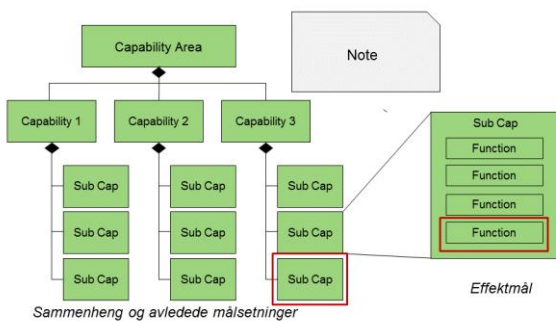 Capability Area
Note
Capability 1
Capability 2
Capability 3
Sub Cap
Sub Cap
Sub Cap
Sub Cap
Sub Cap
Sub Cap
Sub Cap
Sub Cap
Sub Cap
Sammenheng og avledede målsetninger
Sub Cap
Function
Function
Function
Function
Effektmål